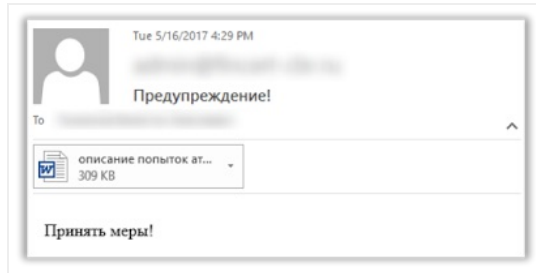 Tue 5/16/2017 4:29 PM
Предупреждение!
To
описание попыток ат...
309 KB
Принять меры!